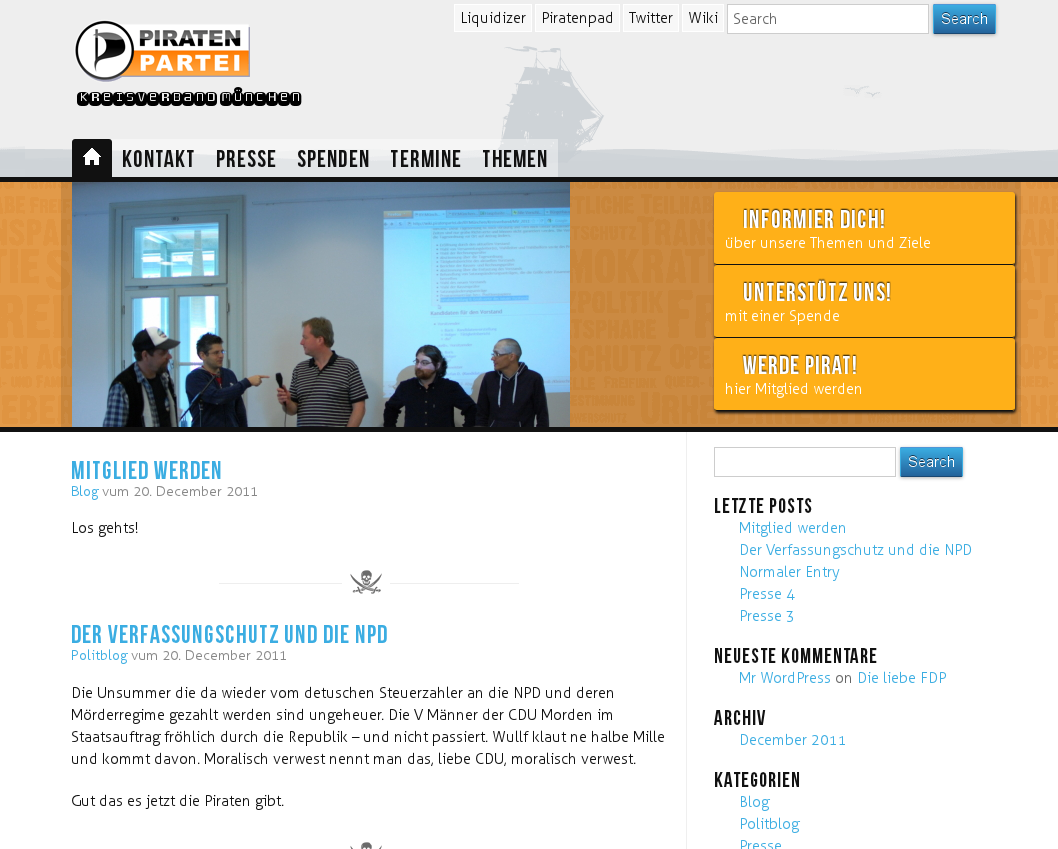 Liquidizer Piratenpad Twitter Wiki Search Search
PIRATEN
PARTEI
KREISVERBAND MÜNCHEN
KONTAKT PRESSE SPENDEN TERMINE THEMEN
INFORMIER DICH!
über unsere Themen und Ziele
UNTERSTÜTZ UNS!
mit einer Spende
WERDE PIRAT!
hier Mitglied werden
MITGLIED WERDEN
Blog vum 20. December 2011
Los gehts!
DER VERFASSUNGSCHUTZ UND DIE NPD
Politblog vum 20. December 2011
Die Unsummer die da wieder vom detuschen Steuerzahler an die NPD und deren
Mörderregime gezahlt werden sind ungeheuer. Die V Männer der CDU Morden im
Staatsauftrag fröhlich durch die Republik – und nicht passiert. Wullf klaut ne halbe Mille
und kommt davon. Moralisch verwest nennt man das, liebe CDU, moralisch verwest.
Gut das es jetzt die Piraten gibt.
Search
LETZTE POSTS
Mitglied werden
Der Verfassungschutz und die NPD
Normaler Entry
Presse 4
Presse 3
NEUESTE KOMMENTARE
Mr WordPress on Die liebe FDP
ARCHIV
December 2011
KATEGORIEN
Blog
Politblog
Presse